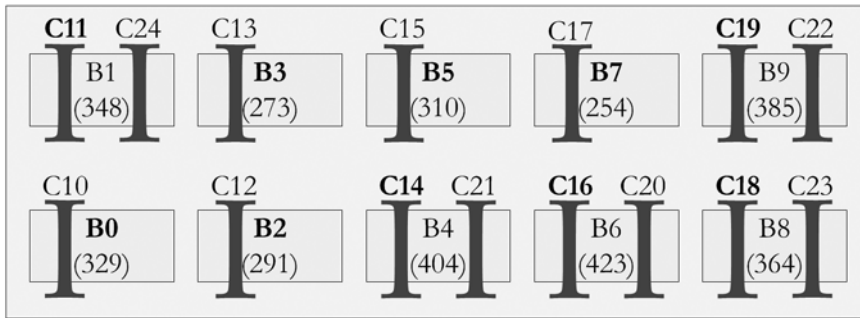 C11 C24 C13 C15 C17 C19 C22
B1 B3 B5 B7 B9
(348) (273) (310) (254) (385)
C10 C12 C14 C21 C16 C20 C18 C23
B0 B2 B4 B6 B8
(329) (291) (404) (423) (364)